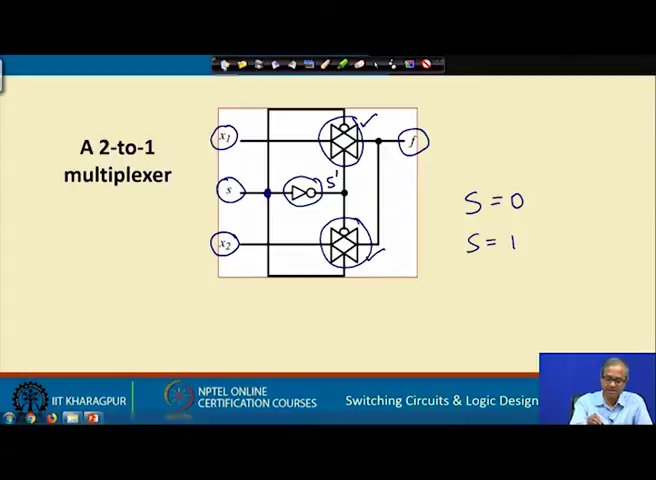 A 2-to-1
multiplexer
x1
s
x2
s'
f
S = 0
S = 1
IIT KHARAGPUR
NPTEL ONLINE
CERTIFICATION COURSES
Switching Circuits & Logic Design